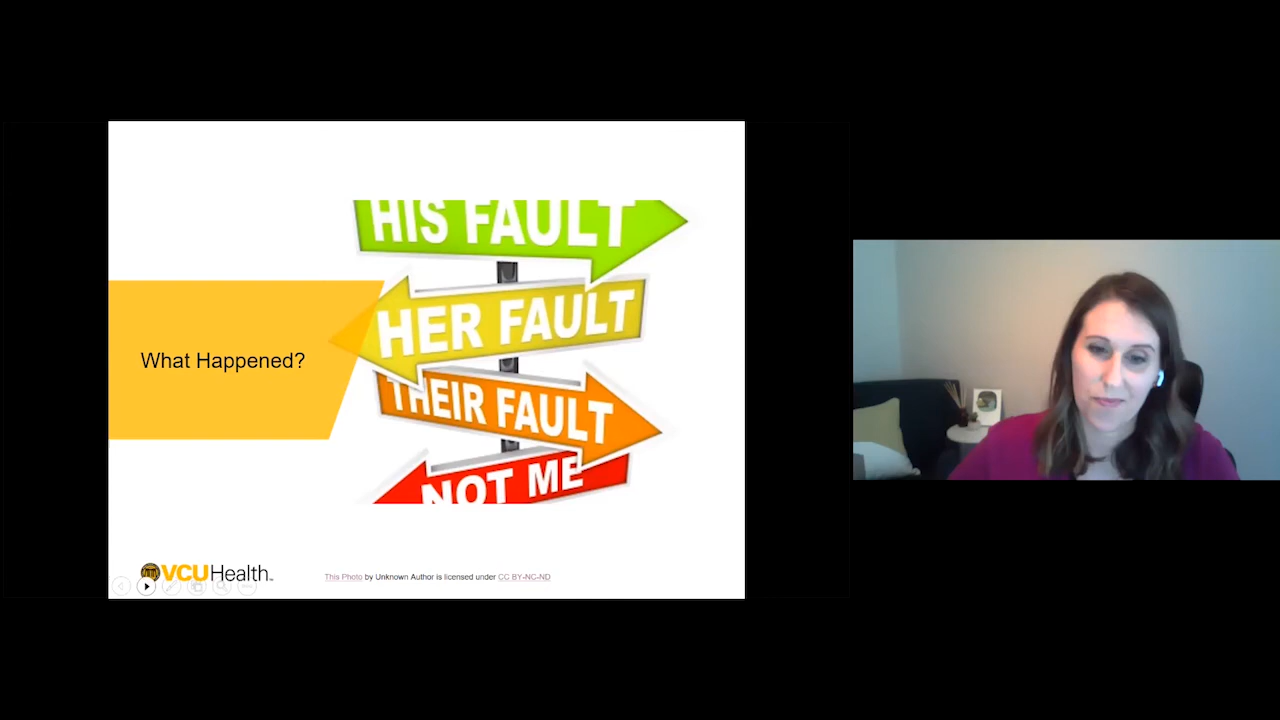 HIS FAULT
HER FAULT
THEIR FAULT
NOT ME
What Happened?
VCUHealth™
This Photo by Unknown Author is licensed under CC BY-NC-ND